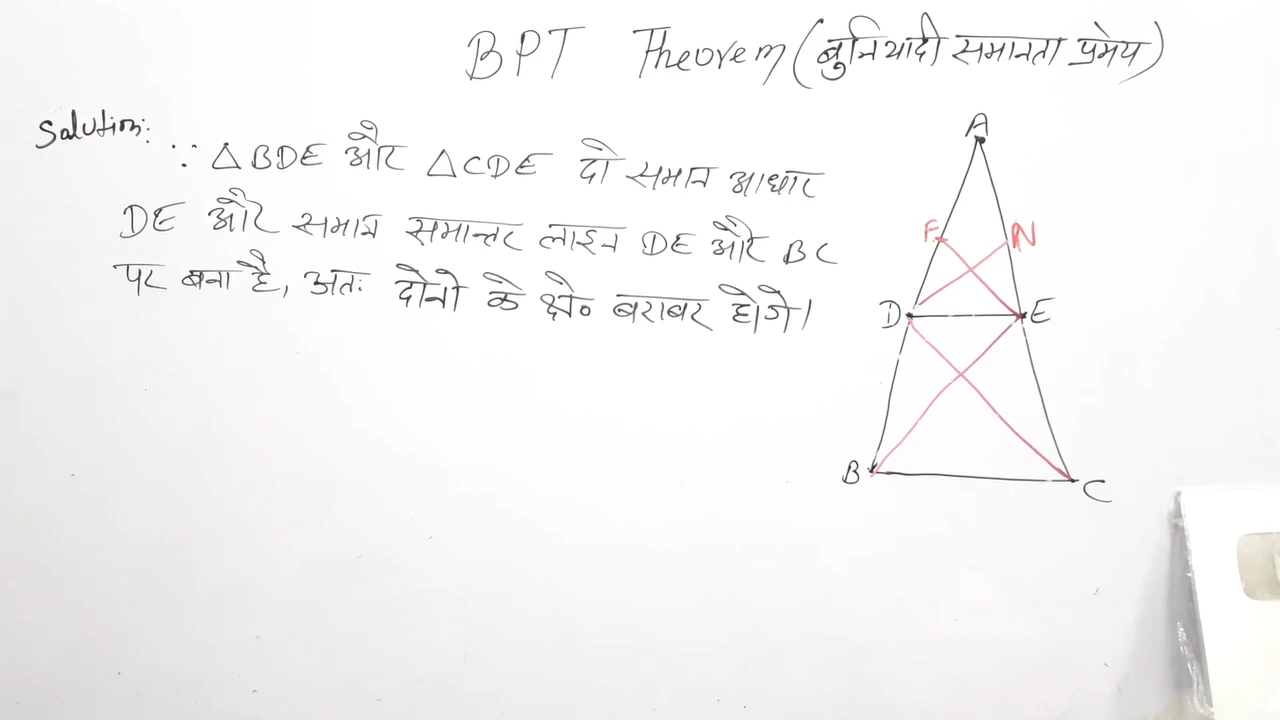 BPT Theorem (बुनियादी समानता प्रमेय)
Solution:
∵ △BDE और △CDE दो समान आधार
DE और समान समान्तर लाइन DE और BC
पर बना है, अतः दोनो के क्षे॰ बराबर होगे।
A
F N
D E
B C